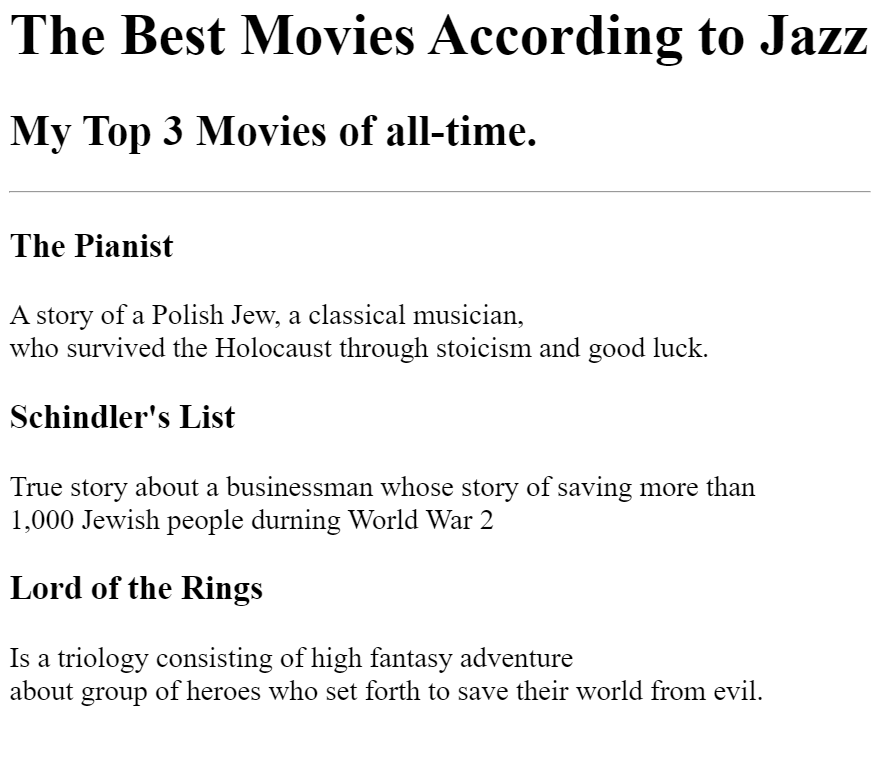 The Best Movies According to Jazz
My Top 3 Movies of all-time.
The Pianist
A story of a Polish Jew, a classical musician,
who survived the Holocaust through stoicism and good luck.
Schindler's List
True story about a businessman whose story of saving more than
1,000 Jewish people durning World War 2
Lord of the Rings
Is a triology consisting of high fantasy adventure
about group of heroes who set forth to save their world from evil.